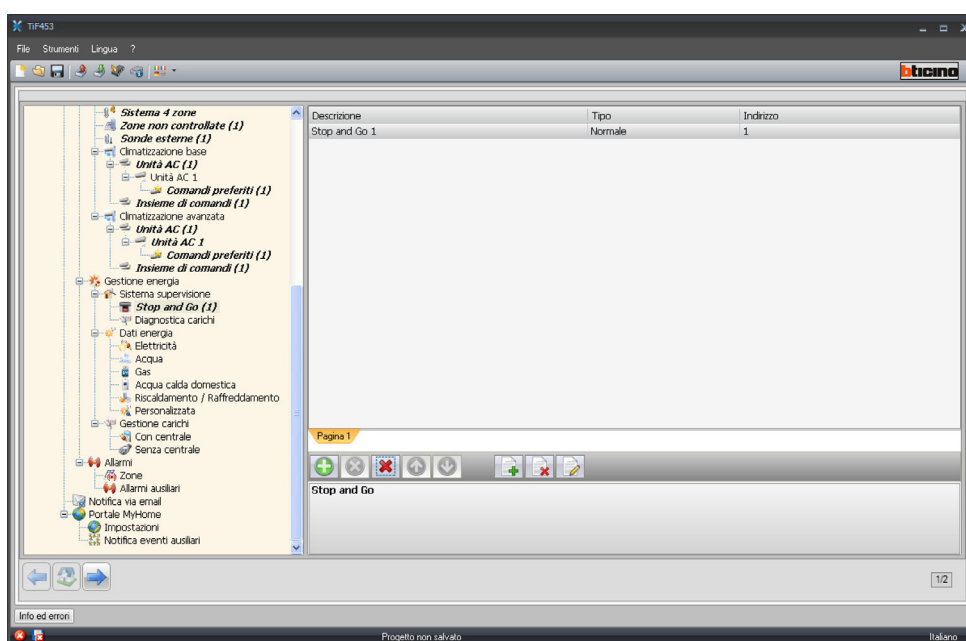 TiF453
File Strumenti Lingua ?
bticino
Sistema 4 zone
Zone non controllate (1)
Sonde esterne (1)
Climatizzazione base
Unità AC (1)
Unità AC 1
Comandi preferiti (1)
Insieme di comandi (1)
Climatizzazione avanzata
Unità AC (1)
Unità AC 1
Comandi preferiti (1)
Insieme di comandi (1)
Gestione energia
Sistema supervisione
Stop and Go (1)
Diagnostica carichi
Dati energia
Elettricità
Acqua
Gas
Acqua calda domestica
Riscaldamento / Raffreddamento
Personalizzata
Gestione carichi
Con centrale
Senza centrale
Allarmi
Zone
Allarmi ausiliari
Notifica via email
Portale MyHome
Impostazioni
Notifica eventi ausiliari
Descrizione Tipo Indirizzo
Stop and Go 1 Normale 1
Pagina 1
Stop and Go
1/2
Info ed errori
Progetto non salvato Italiano